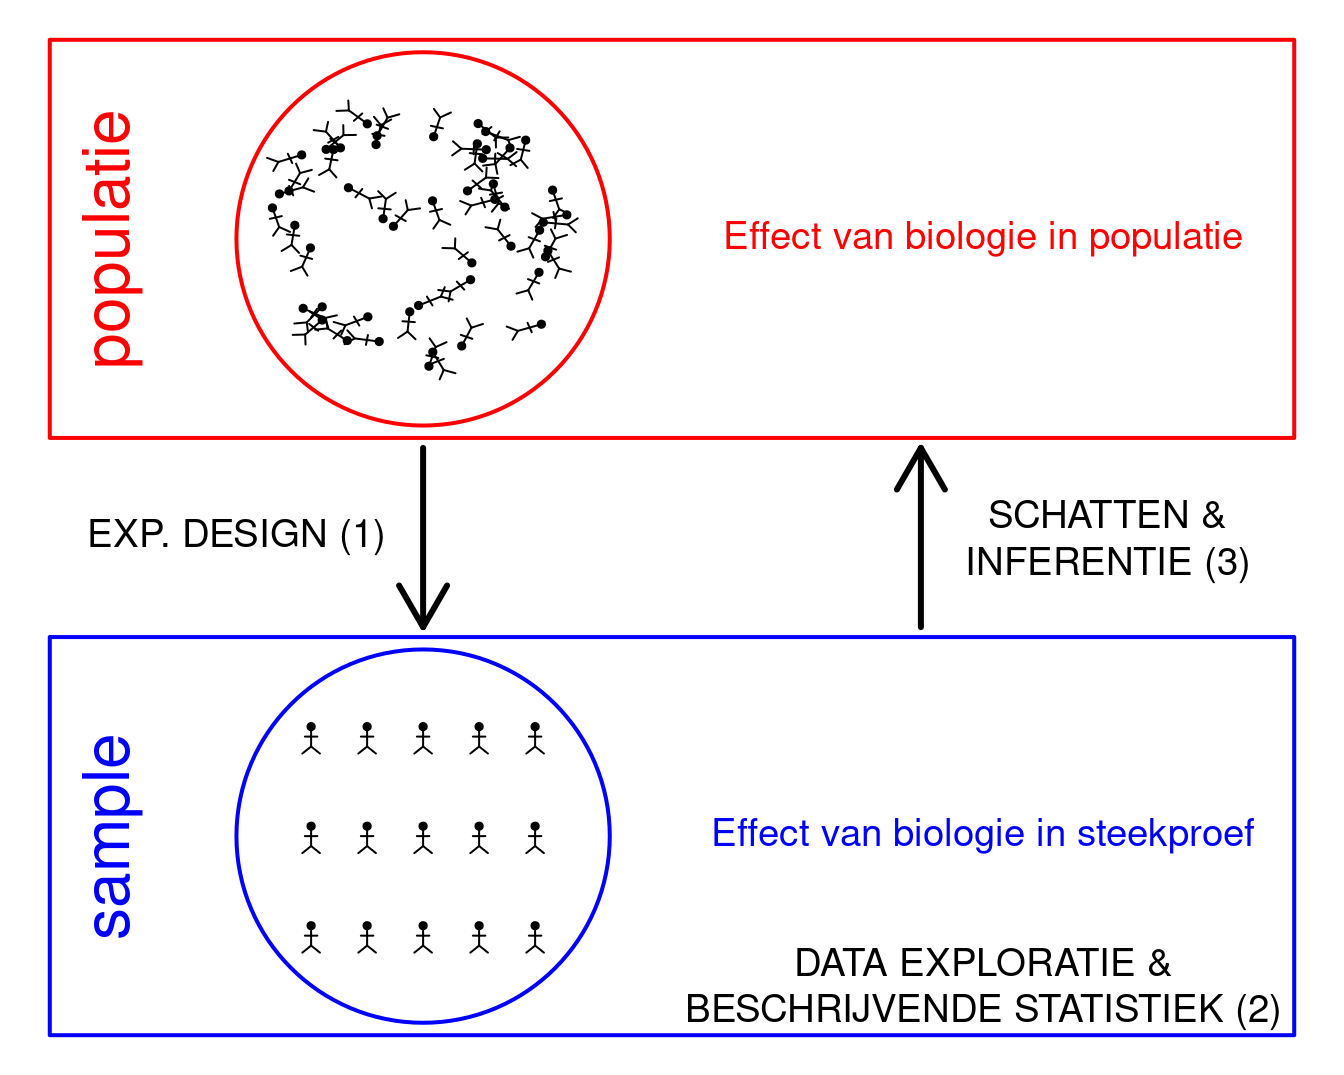 populatie
Effect van biologie in populatie
EXP. DESIGN (1)
SCHATTEN &
INFERENTIE (3)
sample
Effect van biologie in steekproef
DATA EXPLORATIE &
BESCHRIJVENDE STATISTIEK (2)